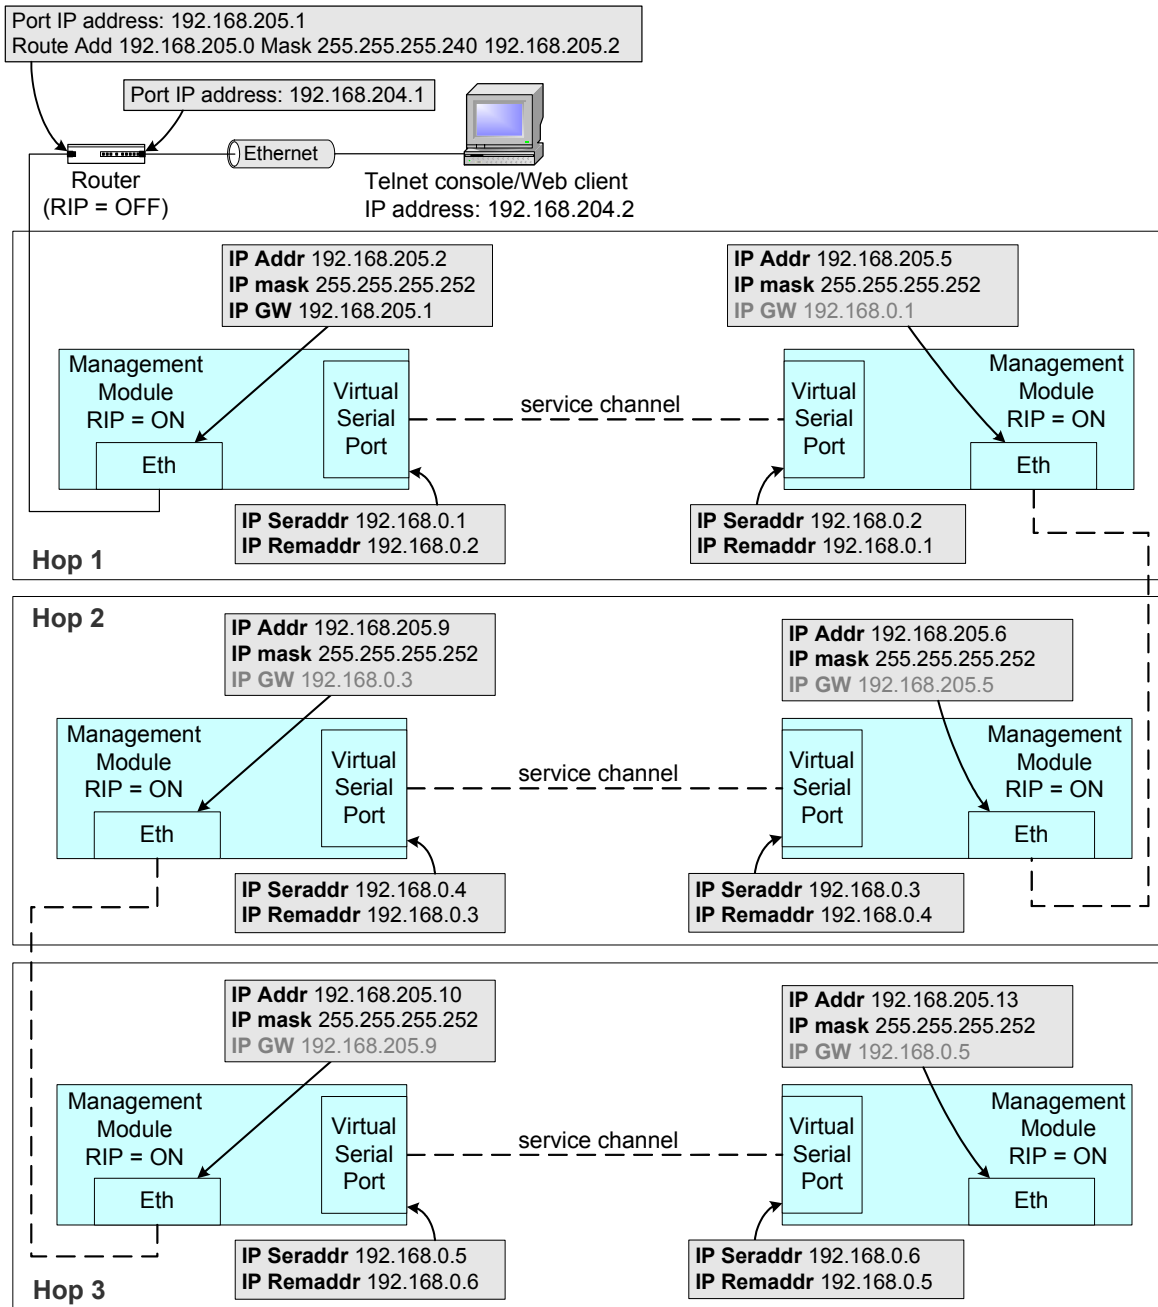 Port IP address: 192.168.205.1
Route Add 192.168.205.0 Mask 255.255.255.240 192.168.205.2
Port IP address: 192.168.204.1
Ethernet
Router
(RIP = OFF)
Telnet console/Web client
IP address: 192.168.204.2
IP Addr 192.168.205.2
IP mask 255.255.255.252
IP GW 192.168.205.1
IP Addr 192.168.205.5
IP mask 255.255.255.252
IP GW 192.168.0.1
Management
Module
RIP = ON
Eth
Virtual
Serial
Port
service channel
Virtual
Serial
Port
Management
Module
RIP = ON
Eth
IP Seraddr 192.168.0.1
IP Remaddr 192.168.0.2
IP Seraddr 192.168.0.2
IP Remaddr 192.168.0.1
Hop 1
Hop 2
IP Addr 192.168.205.9
IP mask 255.255.255.252
IP GW 192.168.0.3
IP Addr 192.168.205.6
IP mask 255.255.255.252
IP GW 192.168.205.5
Management
Module
RIP = ON
Eth
Virtual
Serial
Port
service channel
Virtual
Serial
Port
Management
Module
RIP = ON
Eth
IP Seraddr 192.168.0.4
IP Remaddr 192.168.0.3
IP Seraddr 192.168.0.3
IP Remaddr 192.168.0.4
IP Addr 192.168.205.10
IP mask 255.255.255.252
IP GW 192.168.205.9
IP Addr 192.168.205.13
IP mask 255.255.255.252
IP GW 192.168.0.5
Management
Module
RIP = ON
Eth
Virtual
Serial
Port
service channel
Virtual
Serial
Port
Management
Module
RIP = ON
Eth
IP Seraddr 192.168.0.5
IP Remaddr 192.168.0.6
IP Seraddr 192.168.0.6
IP Remaddr 192.168.0.5
Hop 3